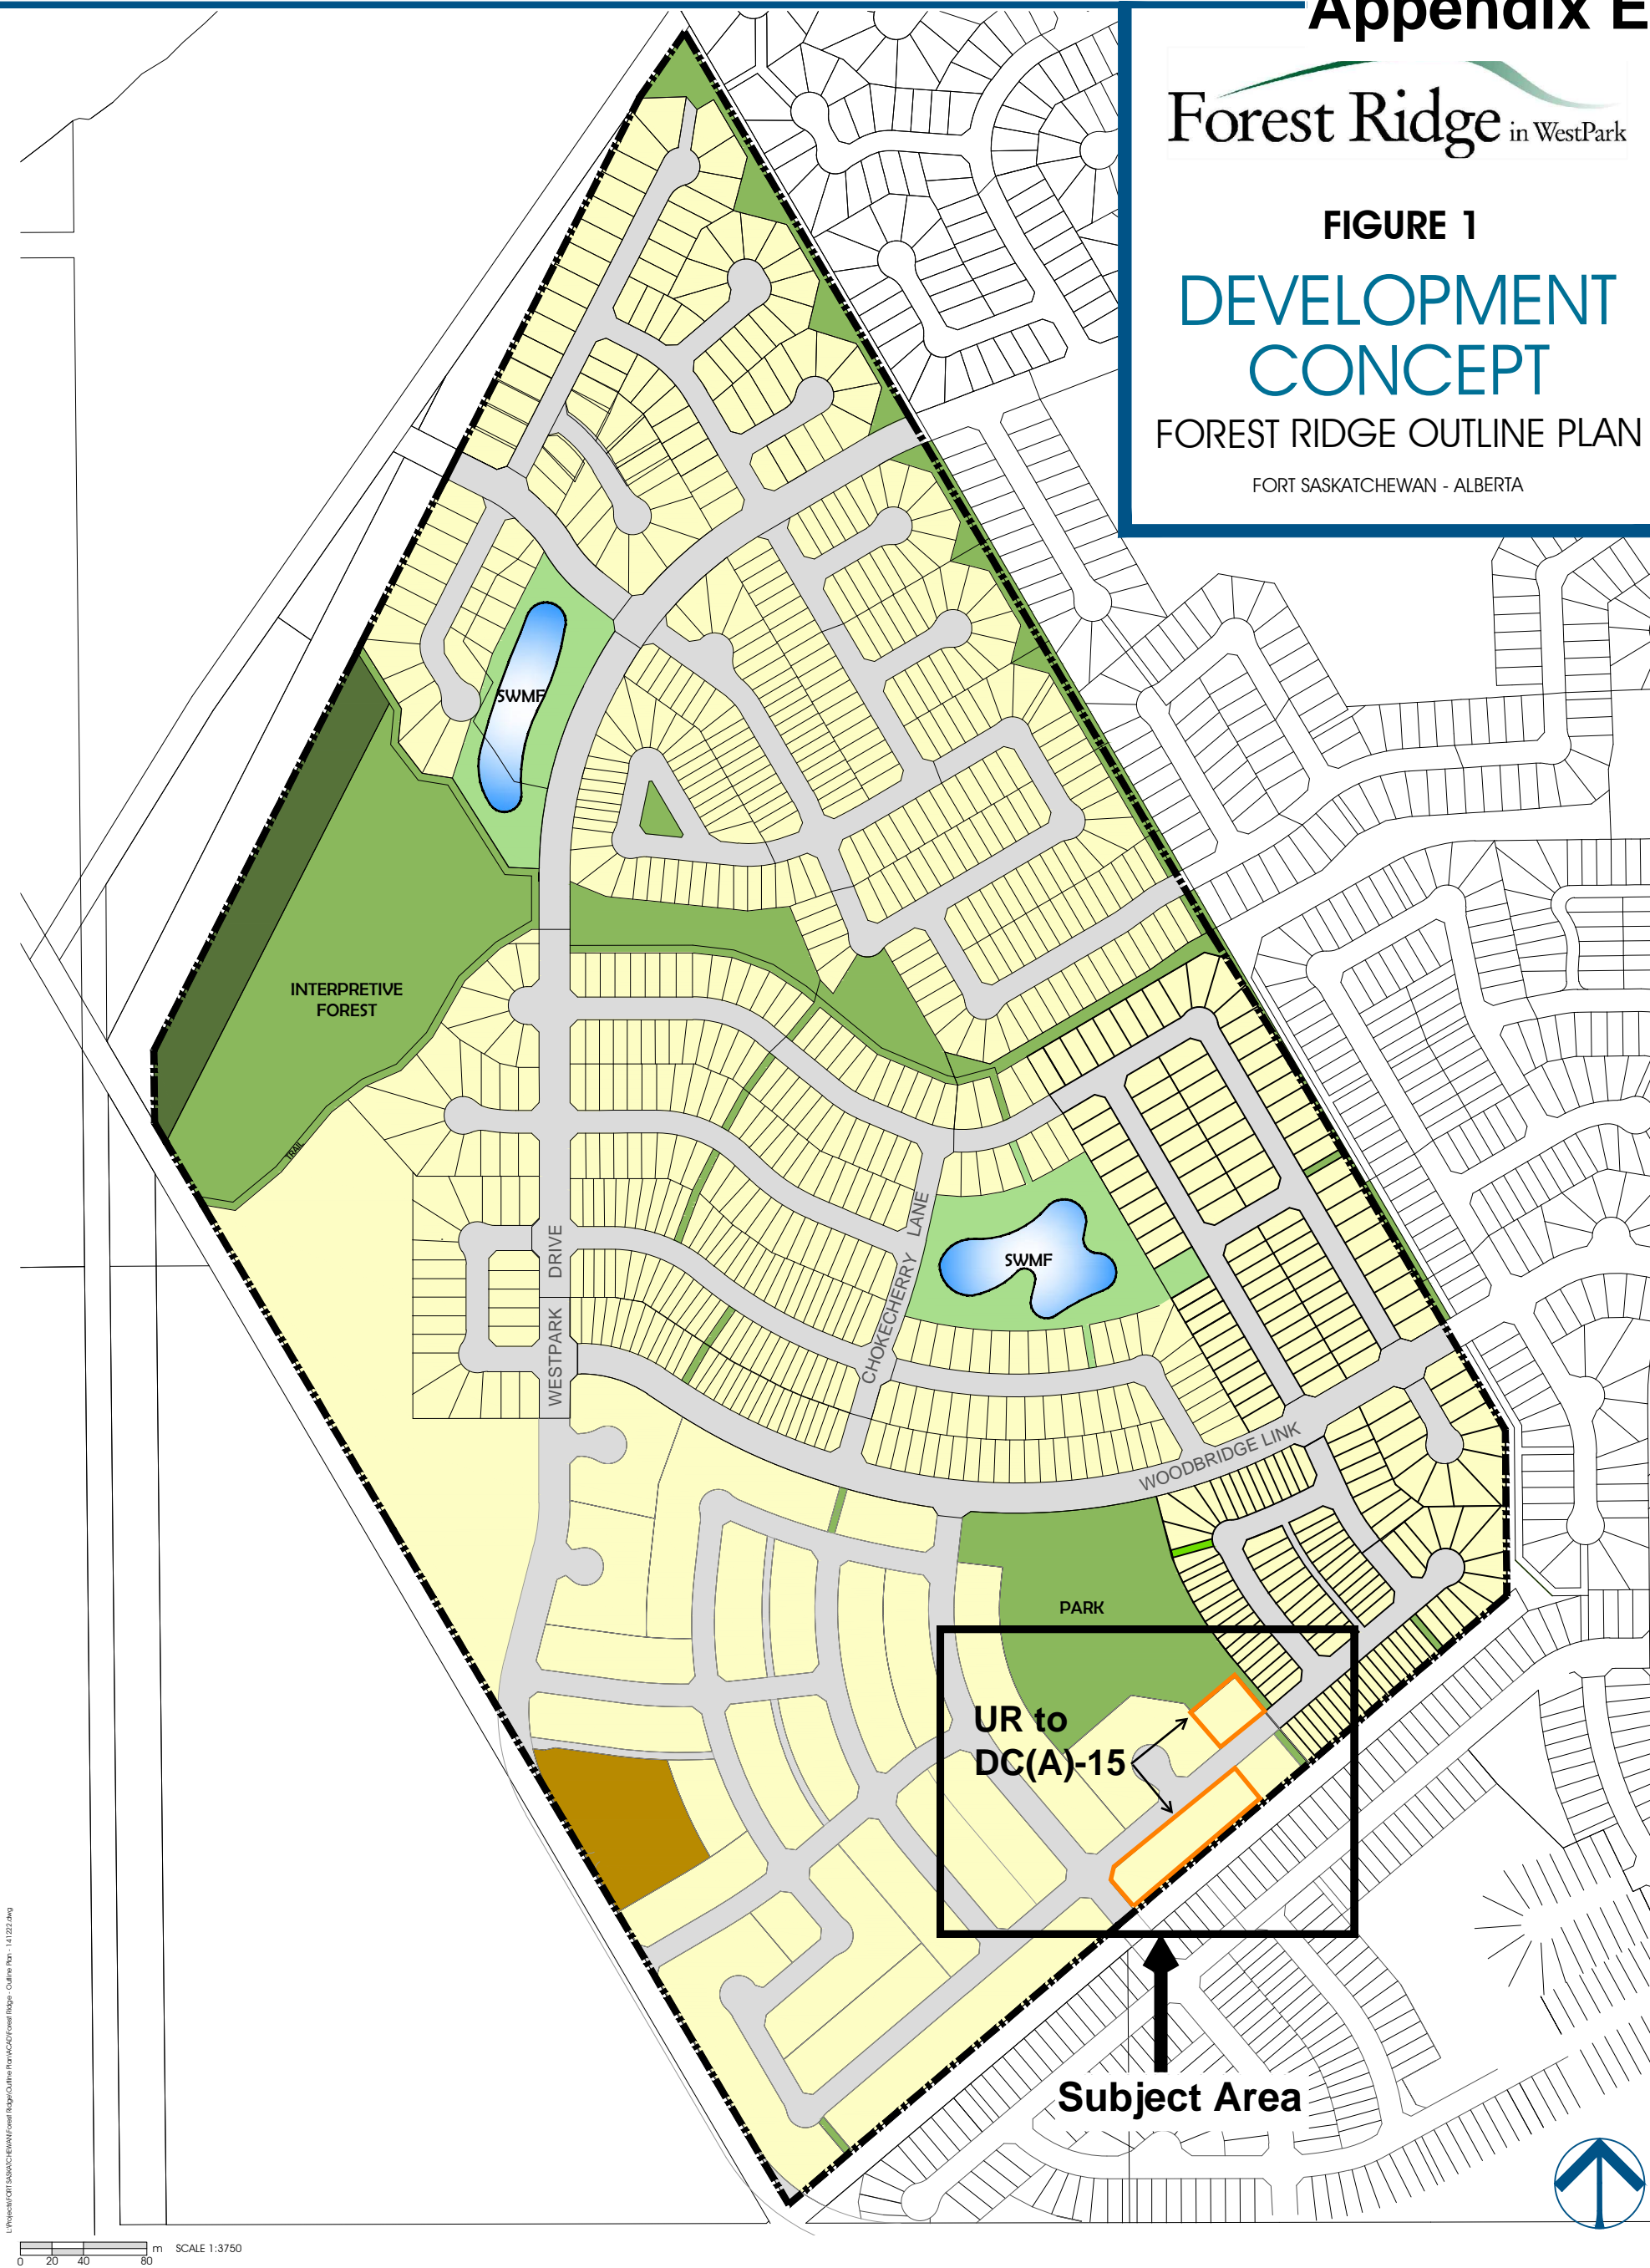 Appendix E
Forest Ridge in WestPark
FIGURE 1
DEVELOPMENT
CONCEPT
FOREST RIDGE OUTLINE PLAN
FORT SASKATCHEWAN - ALBERTA
SWMF
INTERPRETIVE
FOREST
TRAIL
WESTPARK DRIVE
CHOKECHERRY LANE
SWMF
WOODBRIDGE LINK
PARK
UR to
DC(A)-15
Subject Area
m SCALE 1:3750
0 20 40 80